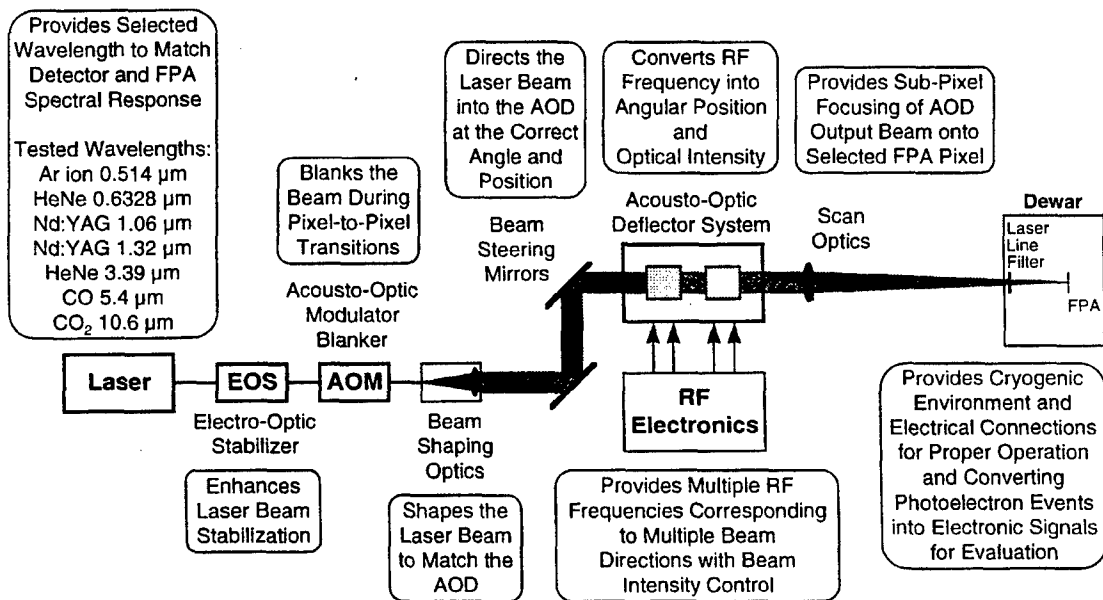 Provides Selected
Wavelength to Match
Detector and FPA
Spectral Response
Tested Wavelengths:
Ar ion 0.514 µm
HeNe 0.6328 µm
Nd:YAG 1.06 µm
Nd:YAG 1.32 µm
HeNe 3.39 µm
CO 5.4 µm
CO₂ 10.6 µm
Laser
EOS
Electro-Optic
Stabilizer
Enhances
Laser Beam
Stabilization
Blanks the
Beam During
Pixel-to-Pixel
Transitions
Acousto-Optic
Modulator
Blanker
AOM
Beam
Shaping
Optics
Shapes the
Laser Beam
to Match the
AOD
Directs the
Laser Beam
into the AOD
at the Correct
Angle and
Position
Beam
Steering
Mirrors
Converts RF
Frequency into
Angular Position
and
Optical Intensity
Acousto-Optic
Deflector System
RF
Electronics
Provides Multiple RF
Frequencies Corresponding
to Multiple Beam
Directions with Beam
Intensity Control
Provides Sub-Pixel
Focusing of AOD
Output Beam onto
Selected FPA Pixel
Scan
Optics
Dewar
Laser
Line
Filter
FPA
Provides Cryogenic
Environment and
Electrical Connections
for Proper Operation
and Converting
Photoelectron Events
into Electronic Signals
for Evaluation